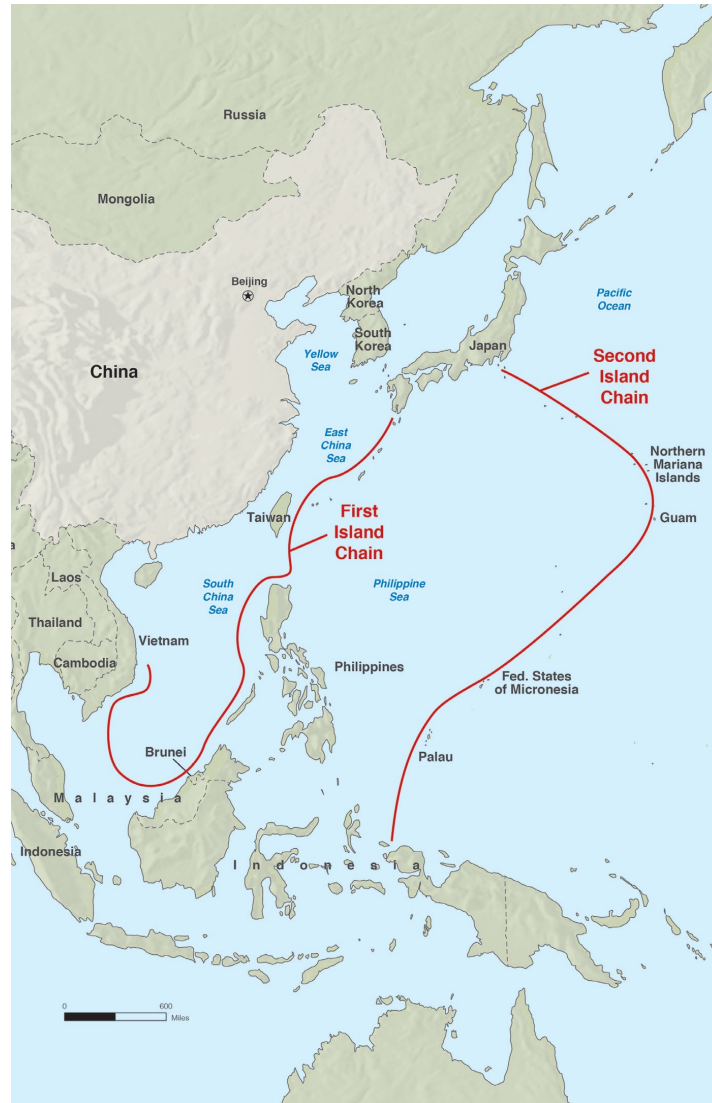 Russia
Mongolia
Beijing
North
Korea
South
Korea
Pacific
Ocean
Japan
Yellow
Sea
China
Second
Island
Chain
East
China
Sea
Northern
Mariana
Islands
Taiwan
First
Island
Chain
Guam
a
Laos
South
China
Sea
Philippine
Sea
Thailand
Vietnam
Cambodia
Philippines
Fed. States
of Micronesia
Brunei
Palau
Malaysia
Indonesia
Indonesia
0 600
Miles